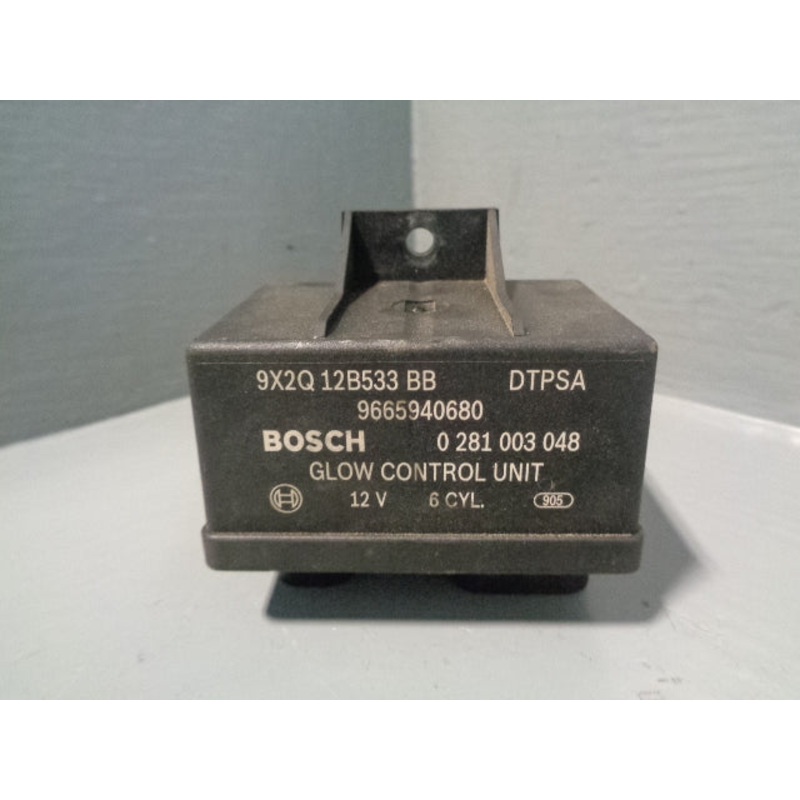 9X2Q 12B533 BB DTPSA
9665940680
BOSCH 0 281 003 048
GLOW CONTROL UNIT
12 V 6 CYL. 905